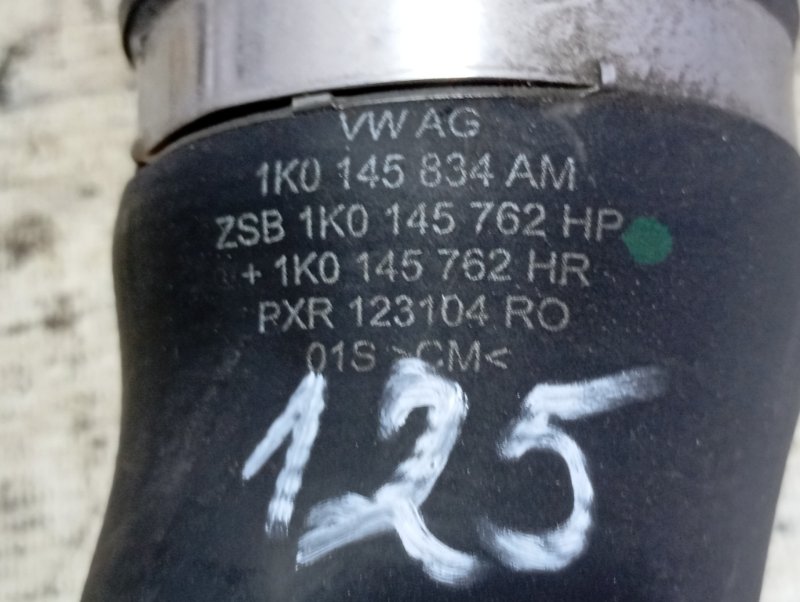 VW AG
1K0 145 834 AM
ZSB 1K0 145 762 HP
+ 1K0 145 762 HR
PXR 123104 RO
01S >CM<
125